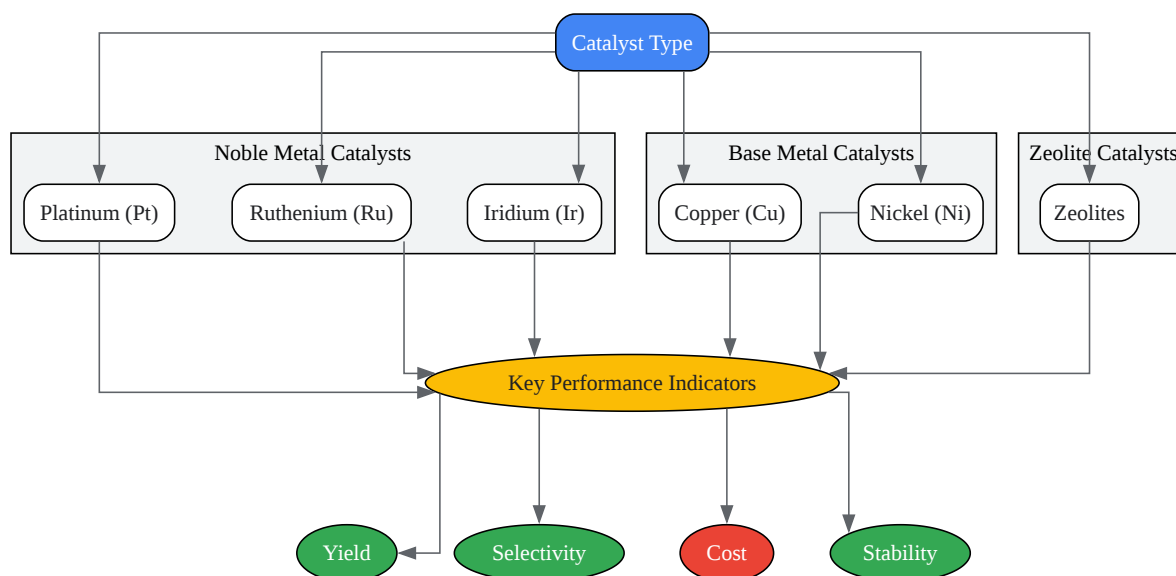 Catalyst Type
Noble Metal Catalysts
Base Metal Catalysts
Zeolite Catalysts
Platinum (Pt)
Ruthenium (Ru)
Iridium (Ir)
Copper (Cu)
Nickel (Ni)
Zeolites
Key Performance Indicators
Yield
Selectivity
Cost
Stability